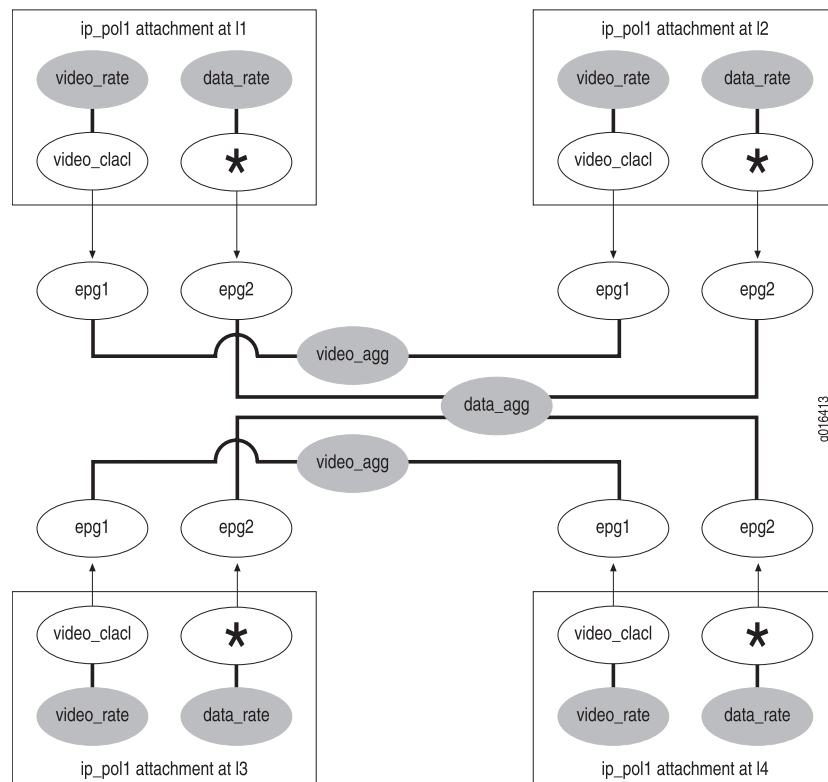 ip_pol1 attachment at l1
ip_pol1 attachment at l2
video_rate
data_rate
video_rate
data_rate
video_clacl
*
video_clacl
*
epg1
epg2
epg1
epg2
video_agg
data_agg
g016413
video_agg
epg1
epg2
epg1
epg2
video_clacl
*
video_clacl
*
video_rate
data_rate
video_rate
data_rate
ip_pol1 attachment at l3
ip_pol1 attachment at l4